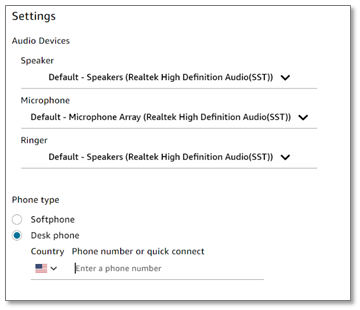 Settings
Audio Devices
Speaker
Default - Speakers (Realtek High Definition Audio(SST))
Microphone
Default - Microphone Array (Realtek High Definition Audio(SST))
Ringer
Default - Speakers (Realtek High Definition Audio(SST))
Phone type
Softphone
Desk phone
Country Phone number or quick connect
Enter a phone number